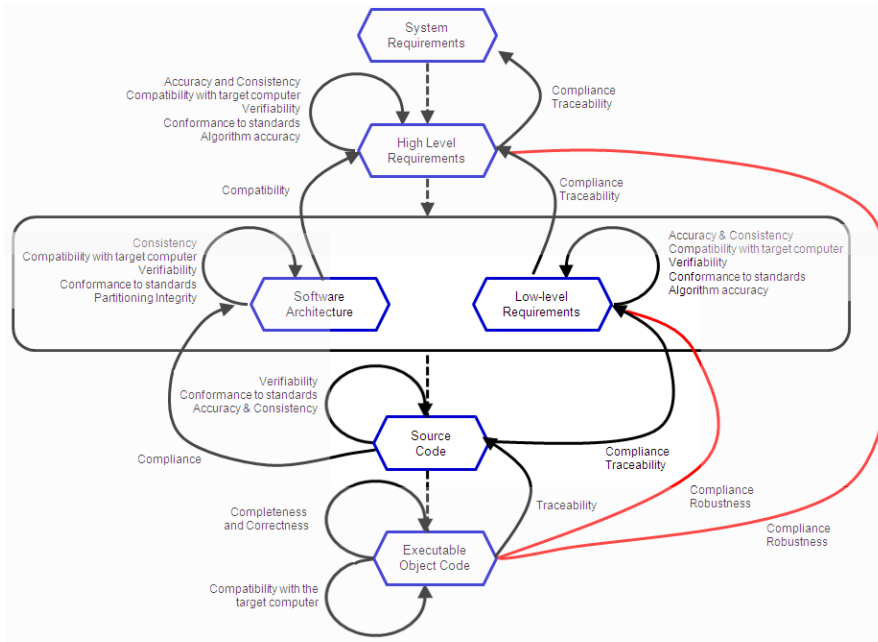 System
Requirements
Accuracy and Consistency
Compatibility with target computer
Verifiability
Conformance to standards
Algorithm accuracy
Compliance
Traceability
High Level
Requirements
Compatibility
Compliance
Traceability
Consistency
Compatibility with target computer
Verifiability
Conformance to standards
Partitioning Integrity
Accuracy & Consistency
Compatibility with target computer
Verifiability
Conformance to standards
Algorithm accuracy
Software
Architecture
Low-level
Requirements
Verifiability
Conformance to standards
Accuracy & Consistency
Source
Code
Compliance
Compliance
Traceability
Completeness
and Correctness
Traceability
Compliance
Robustness
Compliance
Robustness
Executable
Object Code
Compatibility with the
target computer